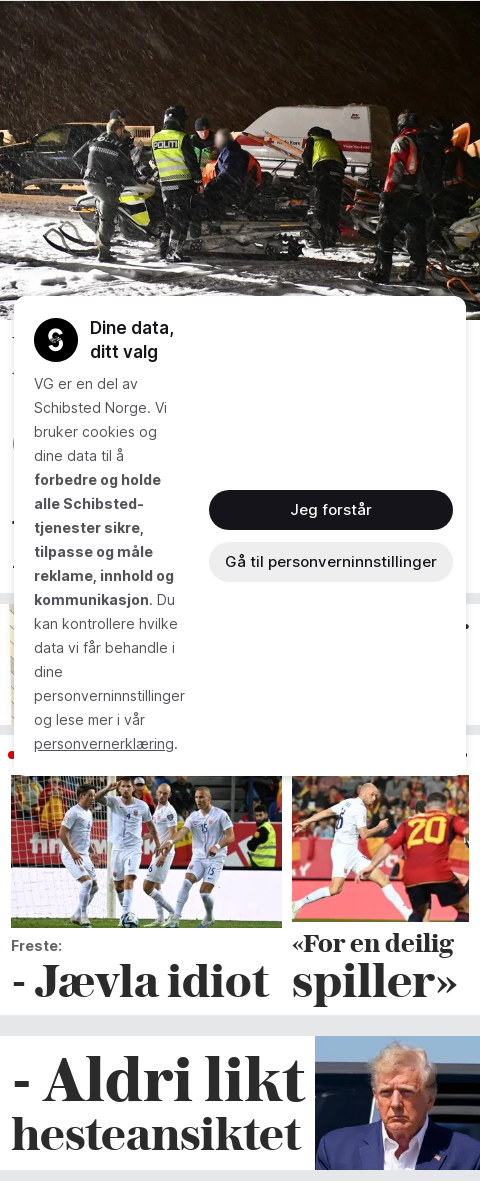 POLITI
Dine data,
ditt valg
VG er en del av
Schibsted Norge. Vi
bruker cookies og
dine data til å
forbedre og holde
alle Schibsted-
tjenester sikre,
tilpasse og måle
reklame, innhold og
kommunikasjon. Du
kan kontrollere hvilke
data vi får behandle i
dine
personverninnstillinger
og lese mer i vår
personvernerklæring.
Jeg forstår
Gå til personverninnstillinger
4
15
20
Freste:
- Jævla idiot
«For en deilig
spiller»
- Aldri likt
hesteansiktet